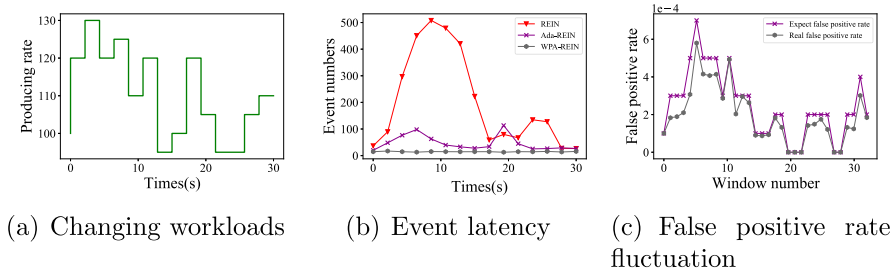 130
120
110
100
Producing rate
0
10
20
30
Times(s)
(a) Changing workloads
500
400
300
200
100
0
Event numbers
REIN
Ada-REIN
WPA-REIN
0
10
20
30
Times(s)
(b) Event latency
1e−4
6
4
2
0
False positive rate
Expect false positive rate
Real false positive rate
0
10
20
30
Window number
(c) False positive rate
fluctuation